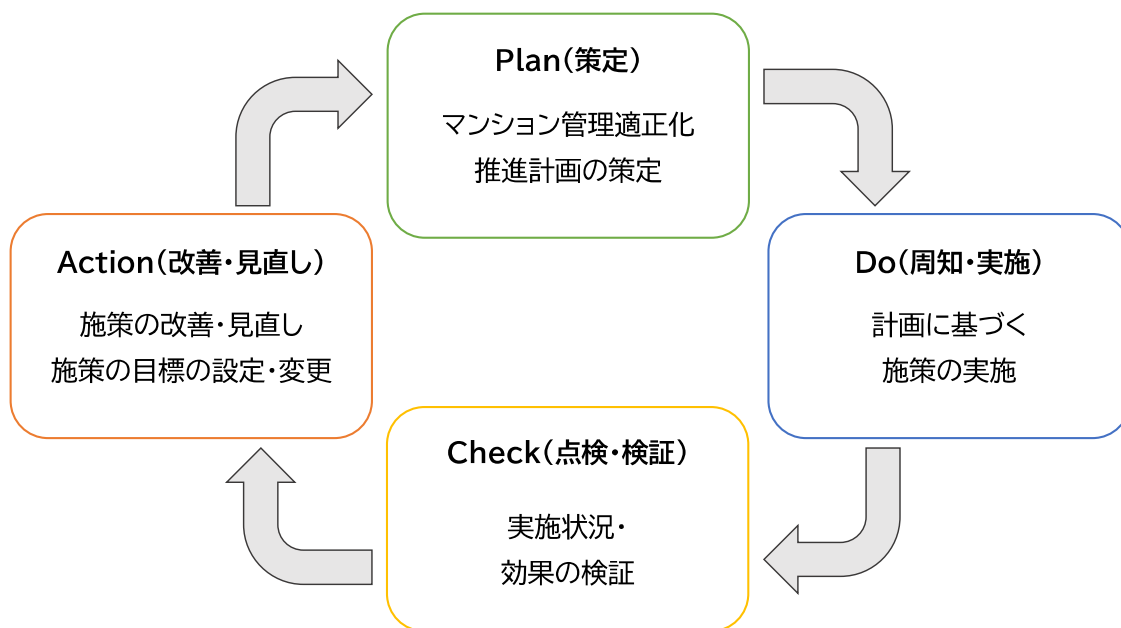 Plan(策定)
マンション管理適正化
推進計画の策定
Do(周知・実施)
計画に基づく
施策の実施
Check(点検・検証)
実施状況・
効果の検証
Action(改善・見直し)
施策の改善・見直し
施策の目標の設定・変更